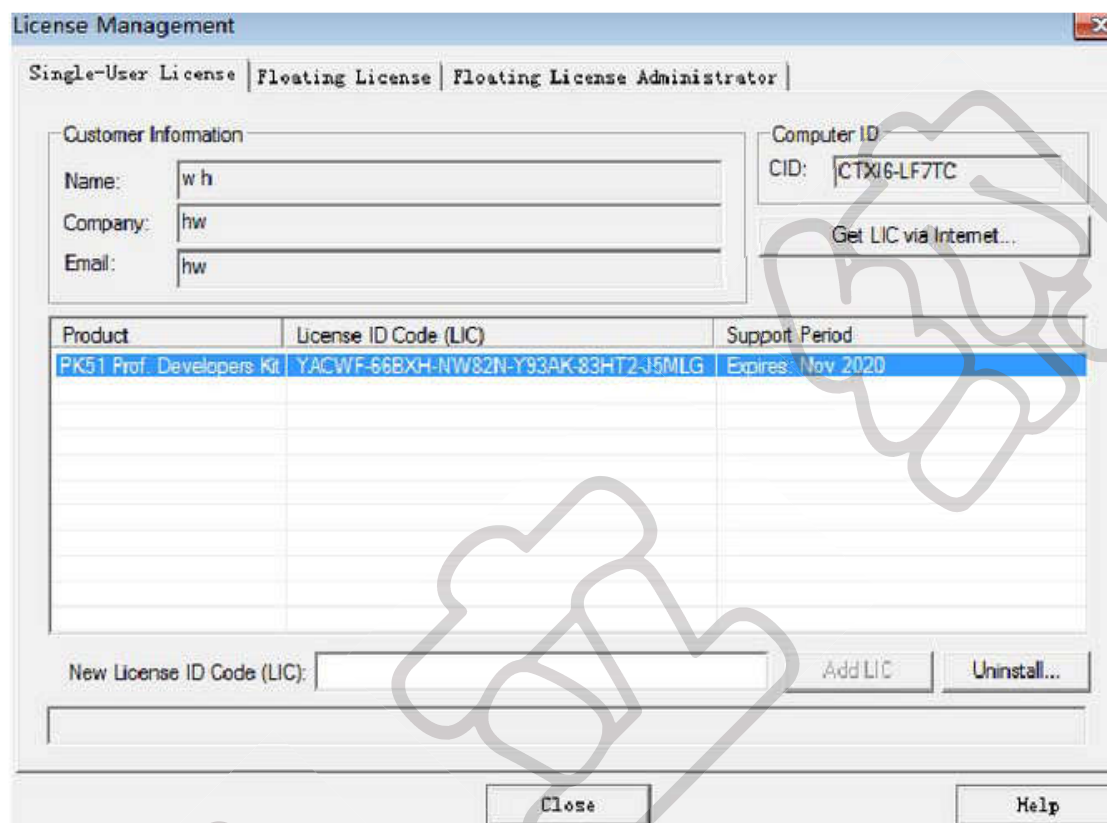 License Management
Single-User License
Floating License
Floating License Administrator
Customer Information
Name:
w h
Company:
hw
Email:
hw
Computer ID
CID:
CTXI6-LF7TC
Get LIC via Internet...
Product
License ID Code (LIC)
Support Period
PK51 Prof. Developers Kit
YACWF-66BXH-NW82N-Y93AK-83HT2-J5MLG
Expires: Nov 2020
New License ID Code (LIC):
Add LIC
Uninstall...
Close
Help